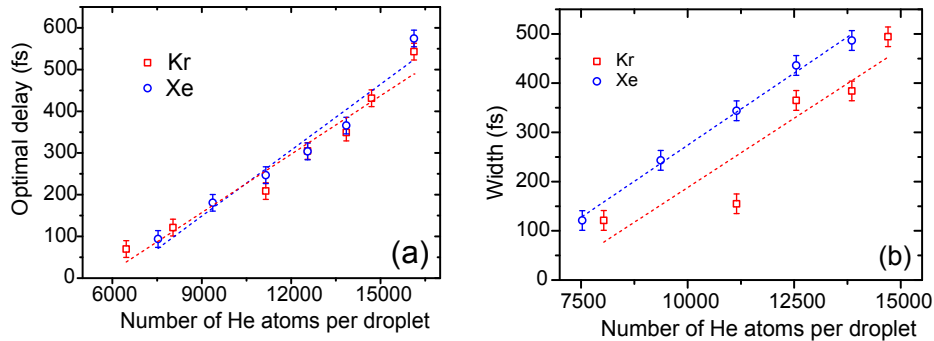 600
500
400
300
200
100
0
Optimal delay (fs)
Kr
Xe
(a)
6000 9000 12000 15000
Number of He atoms per droplet
500
400
300
200
100
0
Width (fs)
Kr
Xe
(b)
7500 10000 12500 15000
Number of He atoms per droplet